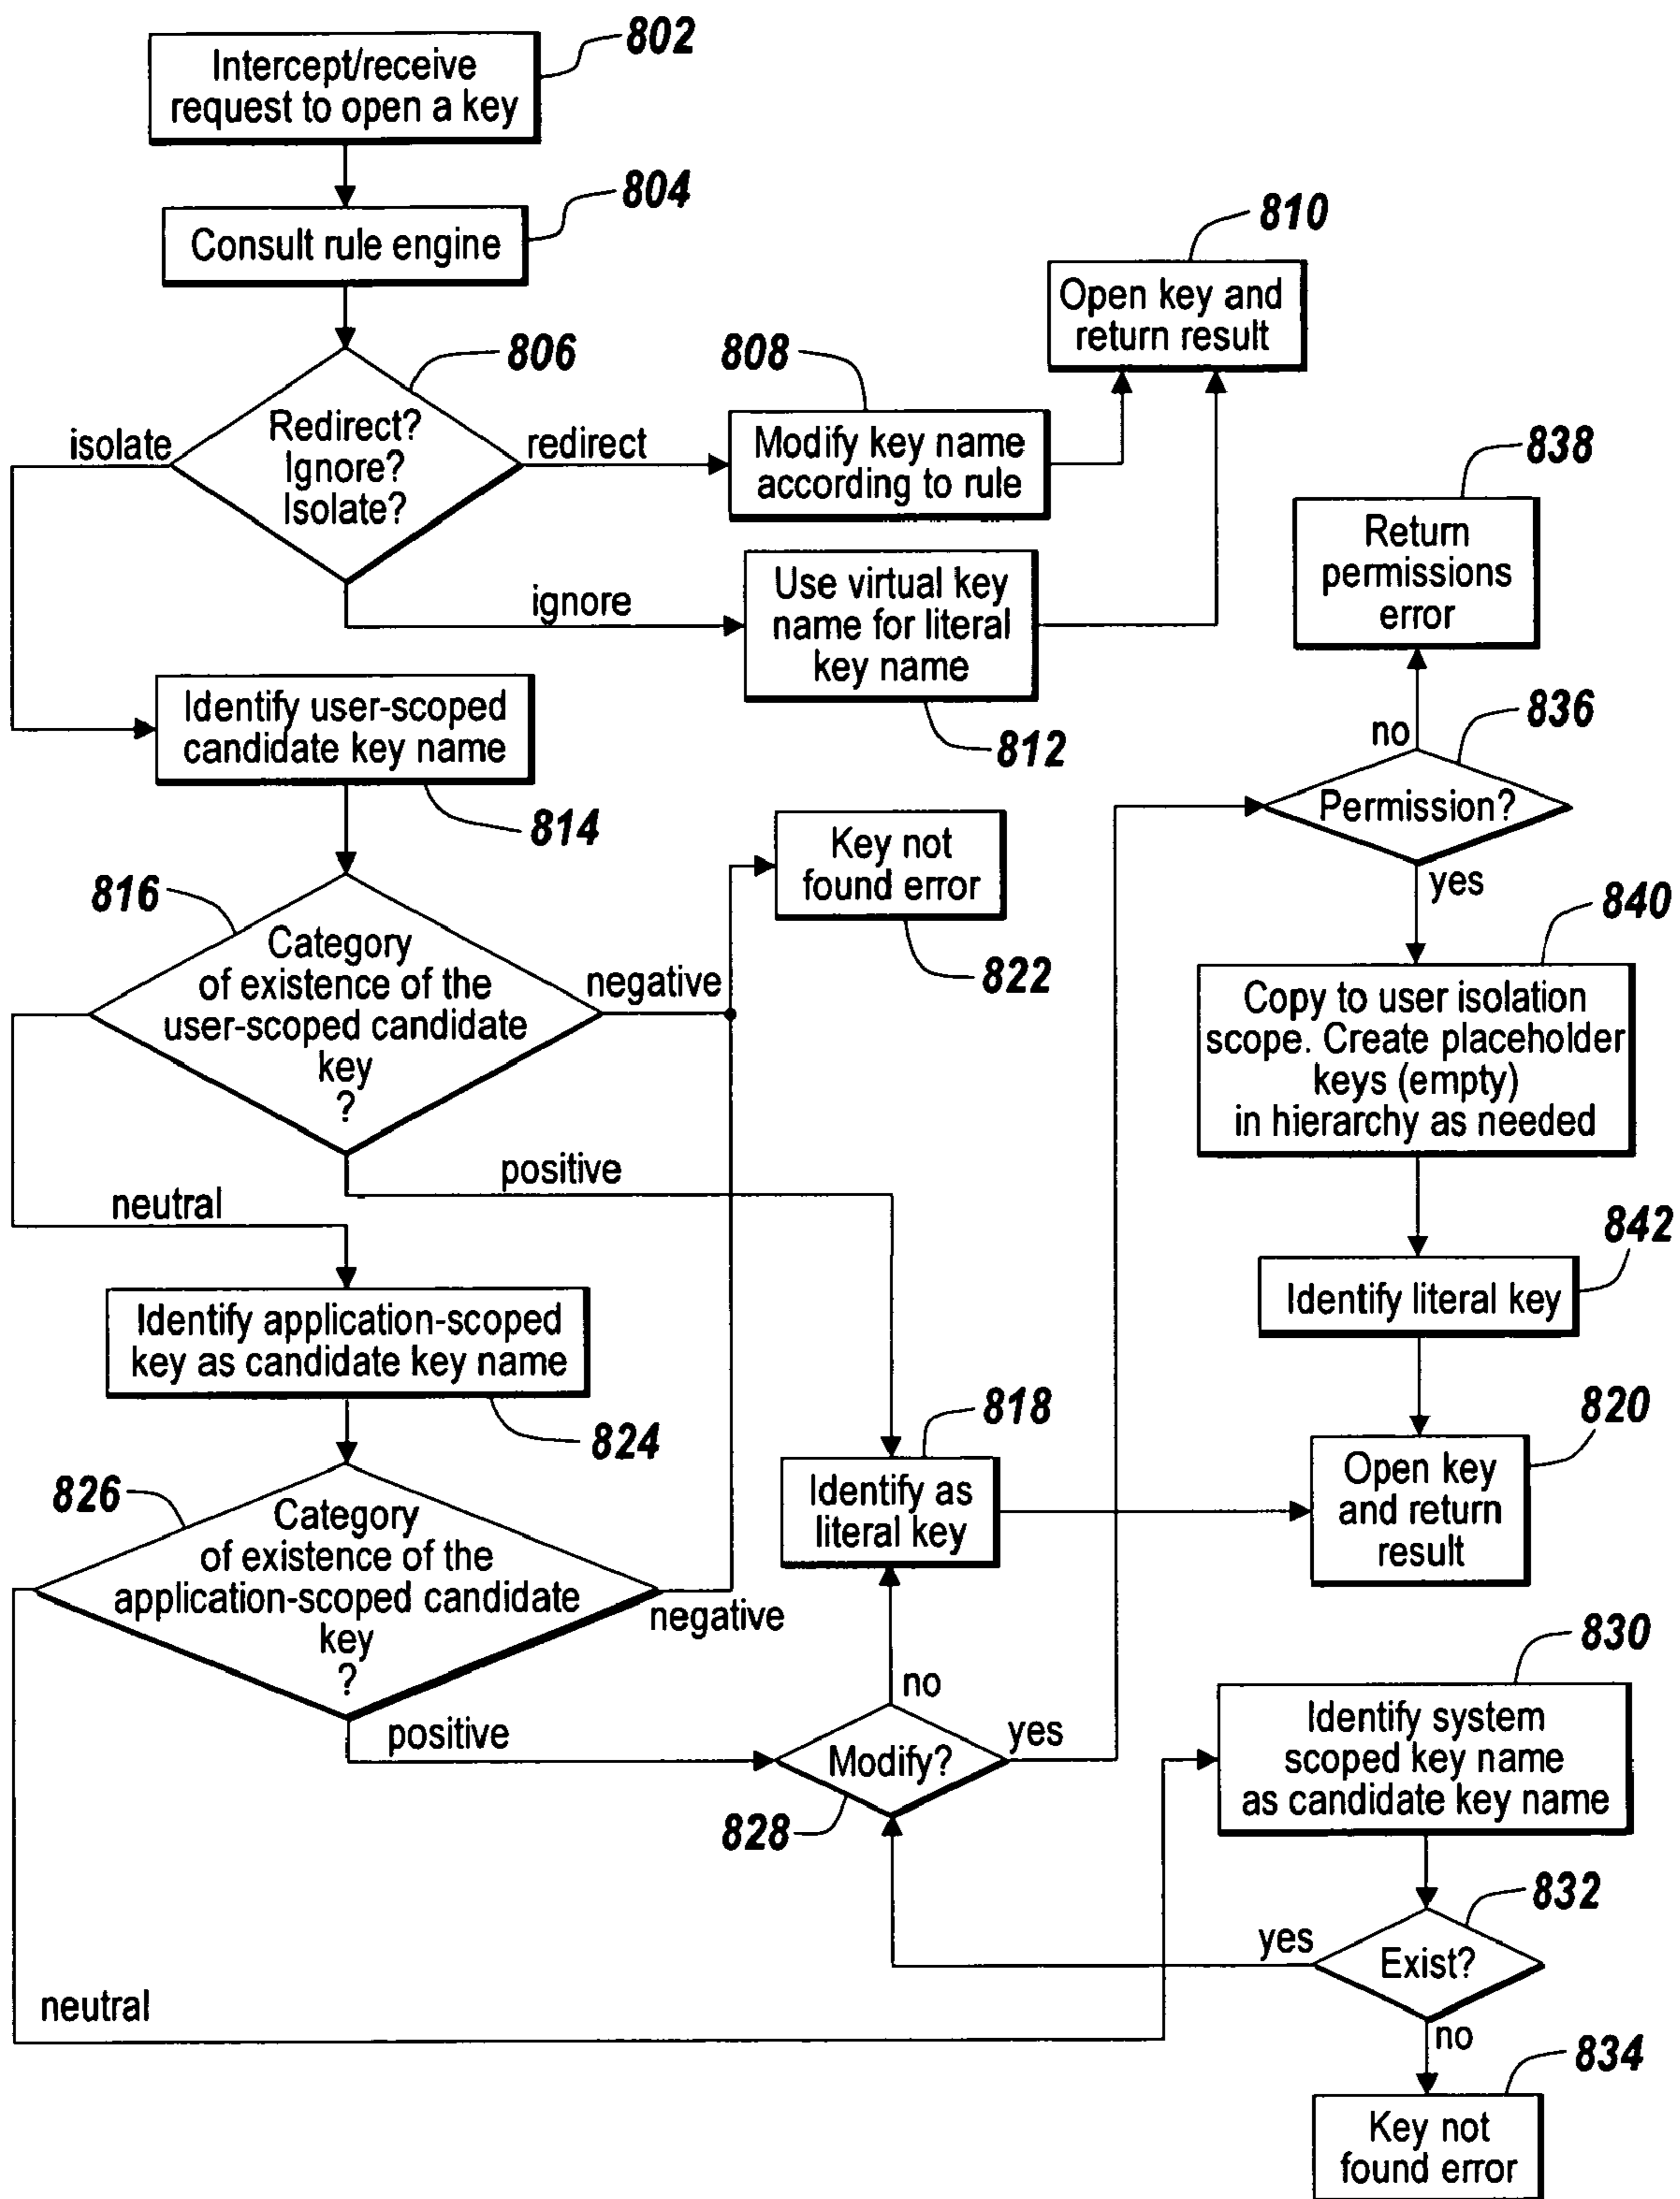 802
Intercept/receive
request to open a key
804
Consult rule engine
810
Open key and
return result
806
Redirect?
Ignore?
Isolate?
isolate
redirect
ignore
808
Modify key name
according to rule
Use virtual key
name for literal
key name
812
838
Return
permissions
error
836
no
Permission?
yes
Identify user-scoped
candidate key name
814
816
Category
of existence of the
user-scoped candidate
key
?
negative
positive
neutral
Key not
found error
822
840
Copy to user isolation
scope. Create placeholder
keys (empty)
in hierarchy as needed
842
Identify literal key
820
Open key
and return
result
Identify application-scoped
key as candidate key name
824
826
Category
of existence of the
application-scoped candidate
key
?
negative
positive
neutral
818
Identify as
literal key
no
Modify?
yes
828
830
Identify system
scoped key name
as candidate key name
832
yes
Exist?
no
834
Key not
found error